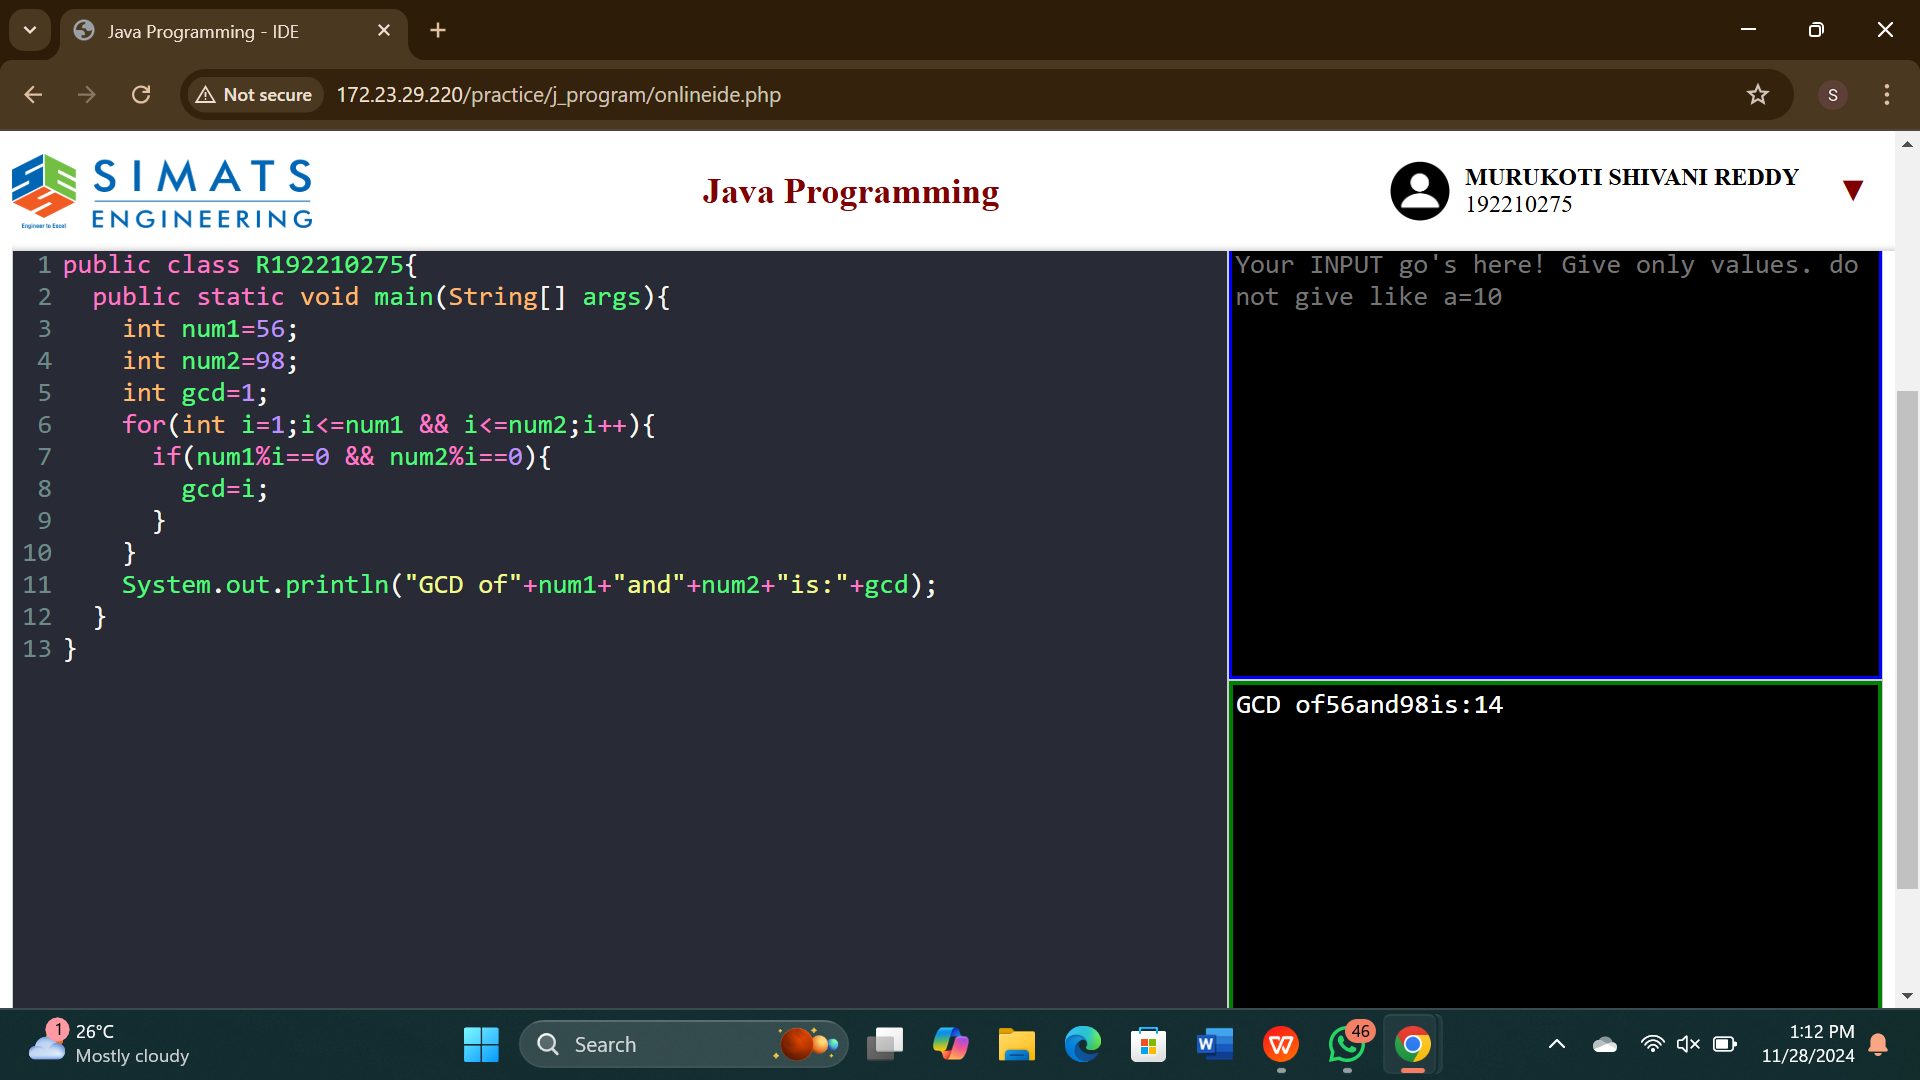 Java Programming - IDE
Not secure
172.23.29.220/practice/j_program/onlineide.php
S
SIMATS
ENGINEERING
Engineer to Excel
Java Programming
MURUKOTI SHIVANI REDDY
192210275
1 public class R192210275{
2   public static void main(String[] args){
3     int num1=56;
4     int num2=98;
5     int gcd=1;
6     for(int i=1;i<=num1 && i<=num2;i++){
7       if(num1%i==0 && num2%i==0){
8         gcd=i;
9       }
10     }
11     System.out.println("GCD of"+num1+"and"+num2+"is:"+gcd);
12   }
13 }
Your INPUT go's here! Give only values. do
not give like a=10
GCD of56and98is:14
1
26°C
Mostly cloudy
Search
W
W
46
1:12 PM
11/28/2024